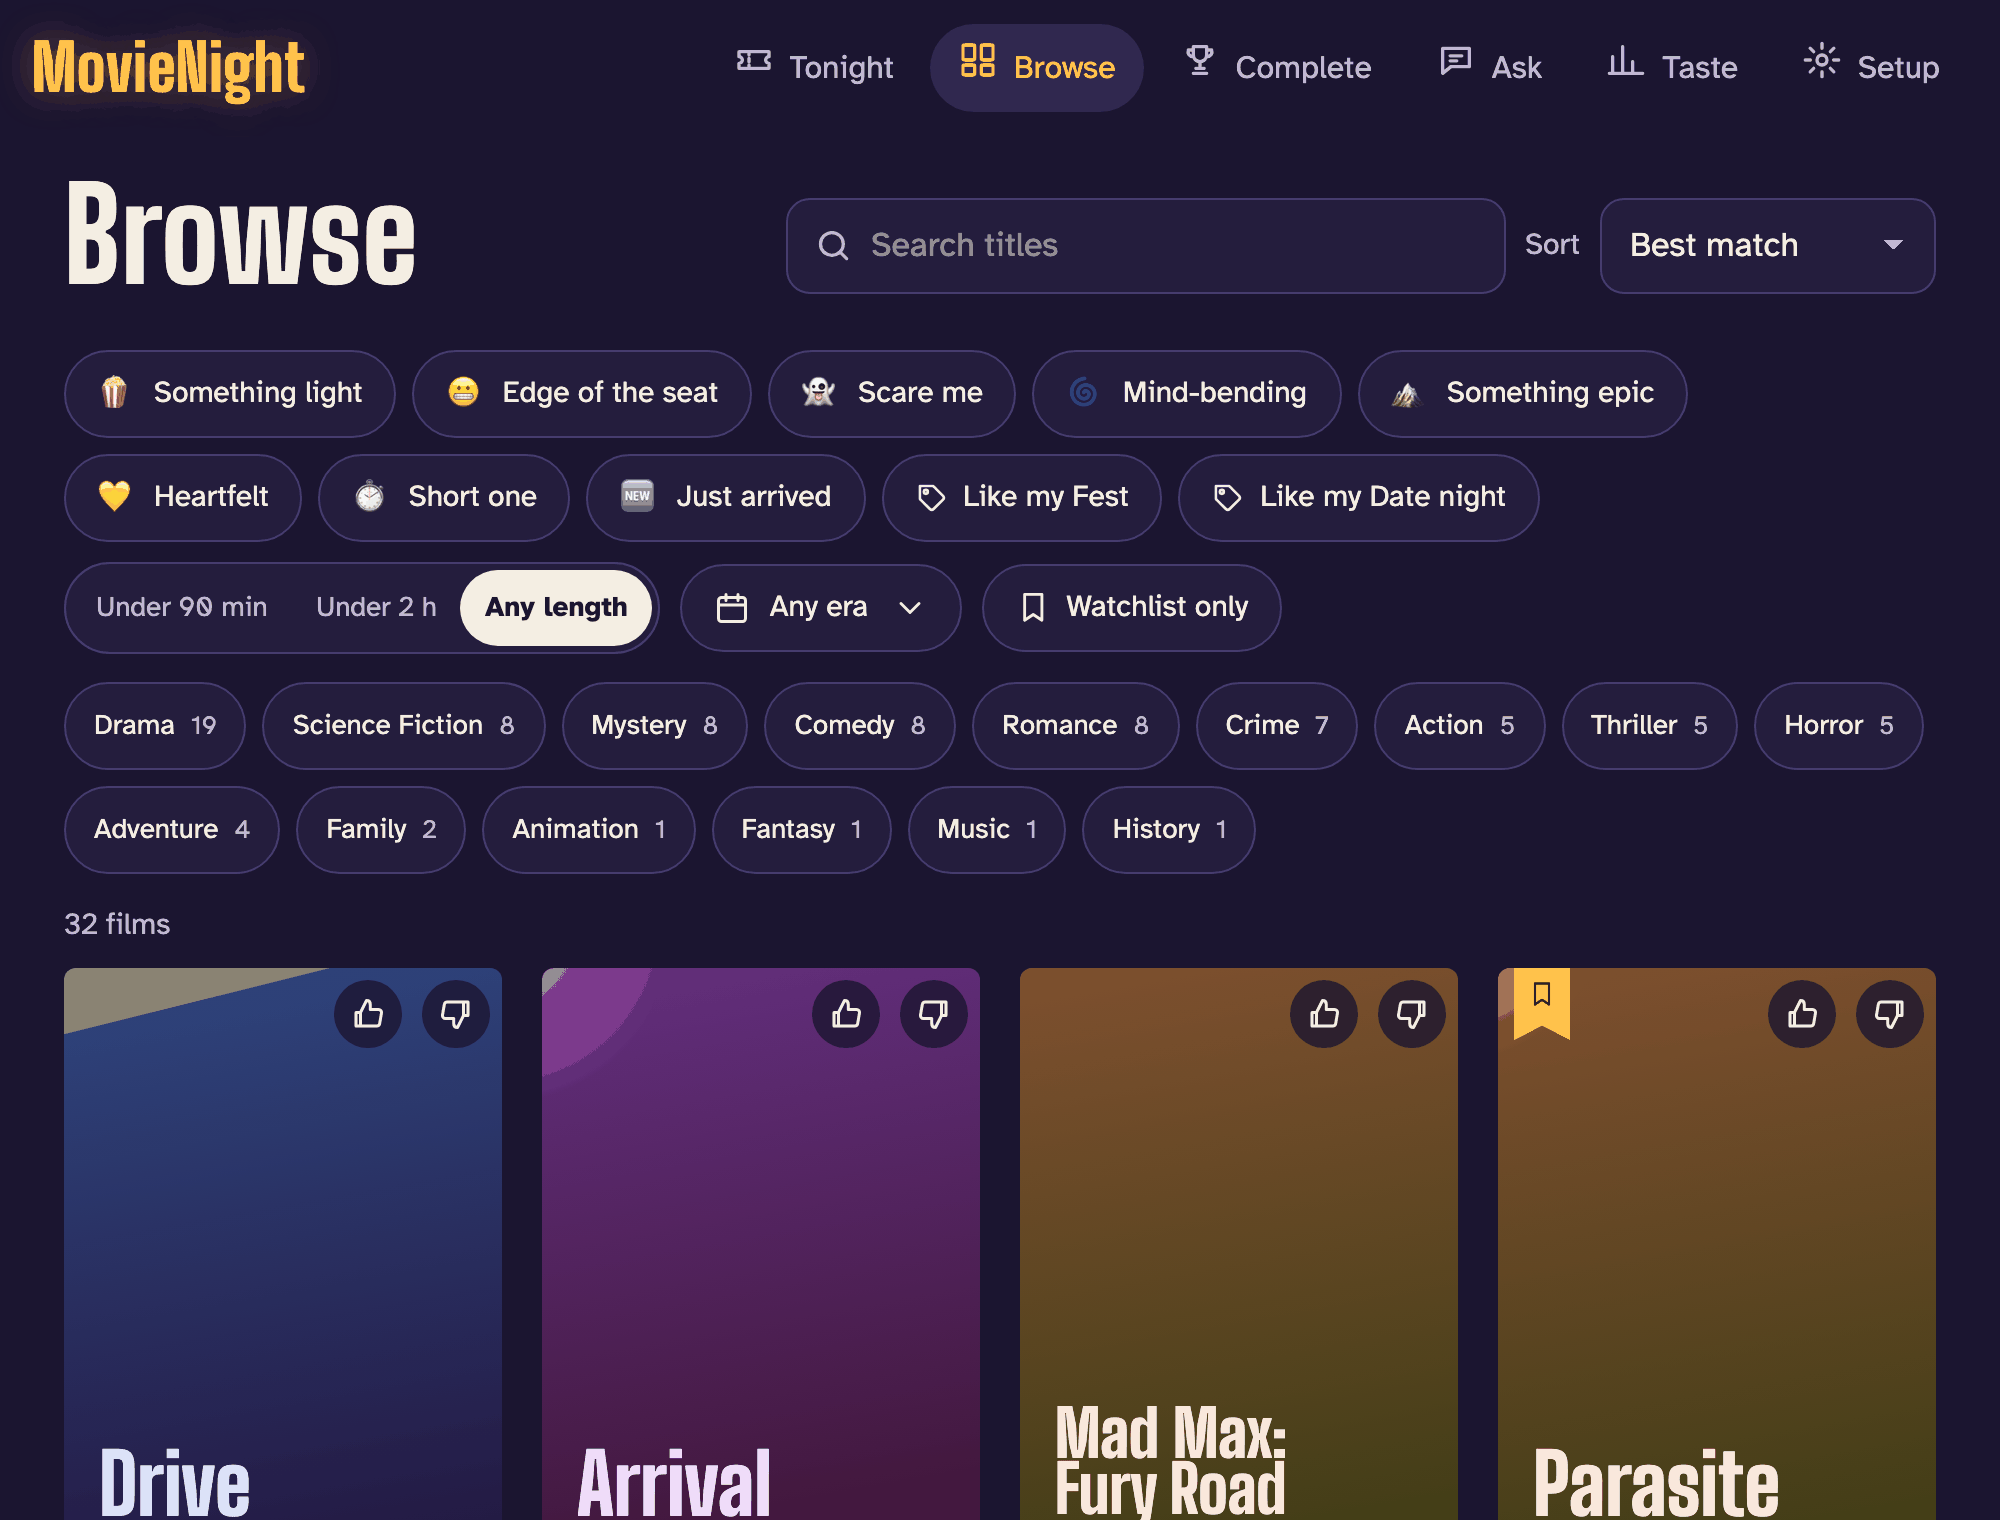 MovieNight
Tonight
Browse
Complete
Ask
Taste
Setup
Browse
Search titles
Sort
Best match
Something light
Edge of the seat
Scare me
Mind-bending
Something epic
Heartfelt
Short one
NEW
Just arrived
Like my Fest
Like my Date night
Under 90 min
Under 2 h
Any length
Any era
Watchlist only
Drama 19
Science Fiction 8
Mystery 8
Comedy 8
Romance 8
Crime 7
Action 5
Thriller 5
Horror 5
Adventure 4
Family 2
Animation 1
Fantasy 1
Music 1
History 1
32 films
Drive
Arrival
Mad Max:
Fury Road
Parasite